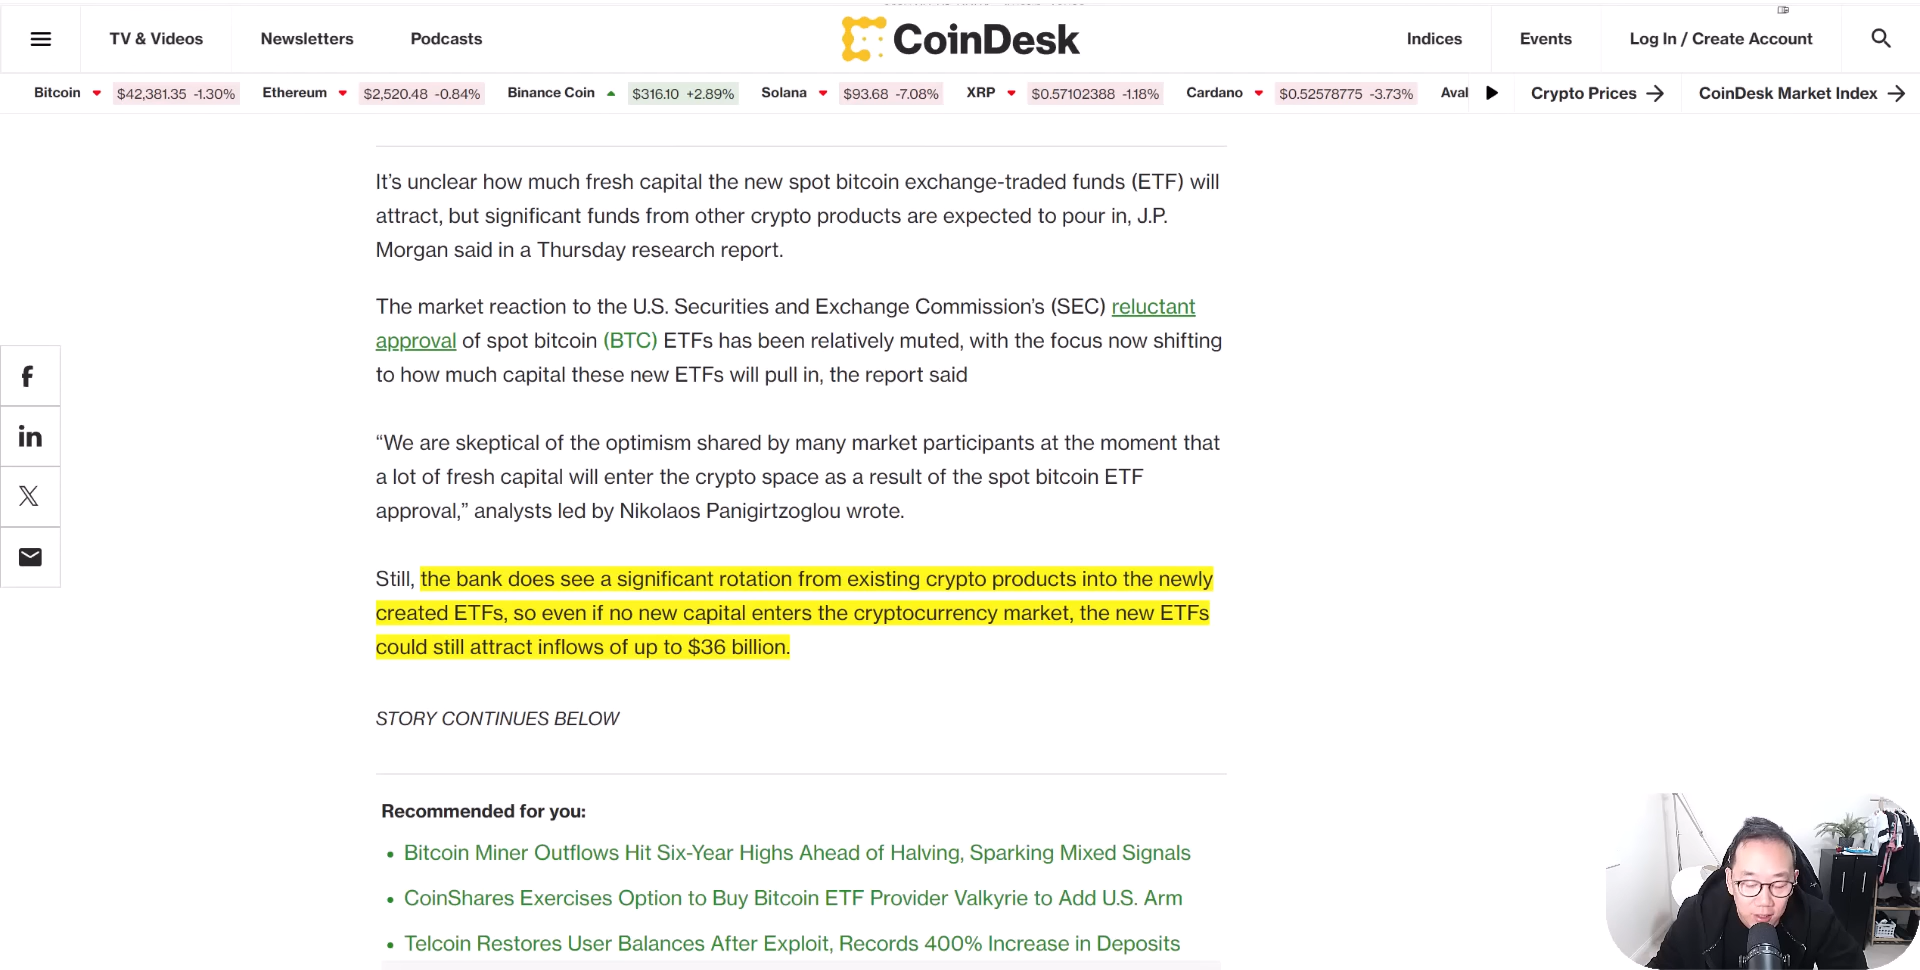 TV & Videos
Newsletters
Podcasts
CoinDesk
Indices
Events
Log In / Create Account
Bitcoin $42,381.35 -1.30% Ethereum $2,520.48 -0.84% Binance Coin $316.10 +2.89% Solana $93.68 -7.08% XRP $0.57102388 -1.18% Cardano $0.52578775 -3.73% Aval
Crypto Prices
CoinDesk Market Index
It’s unclear how much fresh capital the new spot bitcoin exchange-traded funds (ETF) will
attract, but significant funds from other crypto products are expected to pour in, J.P.
Morgan said in a Thursday research report.
The market reaction to the U.S. Securities and Exchange Commission’s (SEC) reluctant
approval of spot bitcoin (BTC) ETFs has been relatively muted, with the focus now shifting
to how much capital these new ETFs will pull in, the report said
“We are skeptical of the optimism shared by many market participants at the moment that
a lot of fresh capital will enter the crypto space as a result of the spot bitcoin ETF
approval,” analysts led by Nikolaos Panigirtzoglou wrote.
Still, the bank does see a significant rotation from existing crypto products into the newly
created ETFs, so even if no new capital enters the cryptocurrency market, the new ETFs
could still attract inflows of up to $36 billion.
STORY CONTINUES BELOW
Recommended for you:
• Bitcoin Miner Outflows Hit Six-Year Highs Ahead of Halving, Sparking Mixed Signals
• CoinShares Exercises Option to Buy Bitcoin ETF Provider Valkyrie to Add U.S. Arm
• Telcoin Restores User Balances After Exploit, Records 400% Increase in Deposits